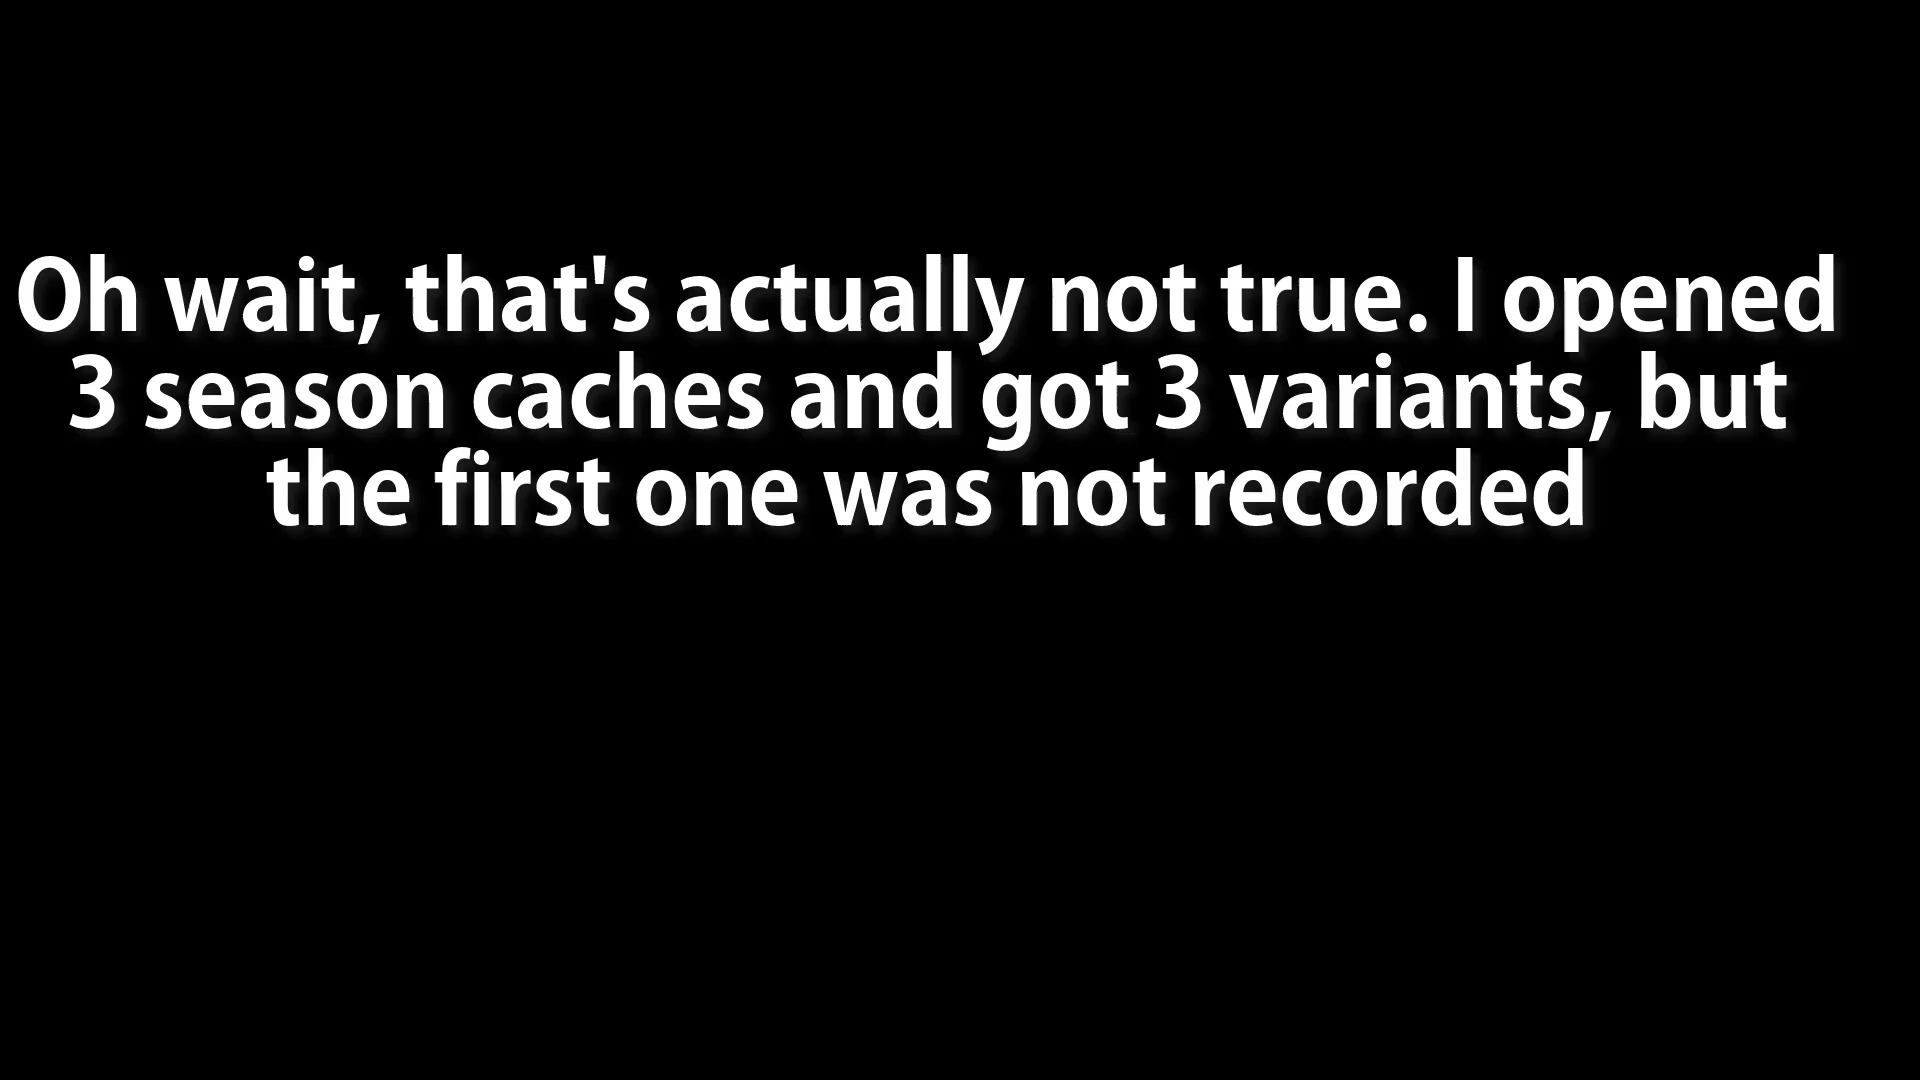 Oh wait, that's actually not true. I opened
3 season caches and got 3 variants, but
the first one was not recorded